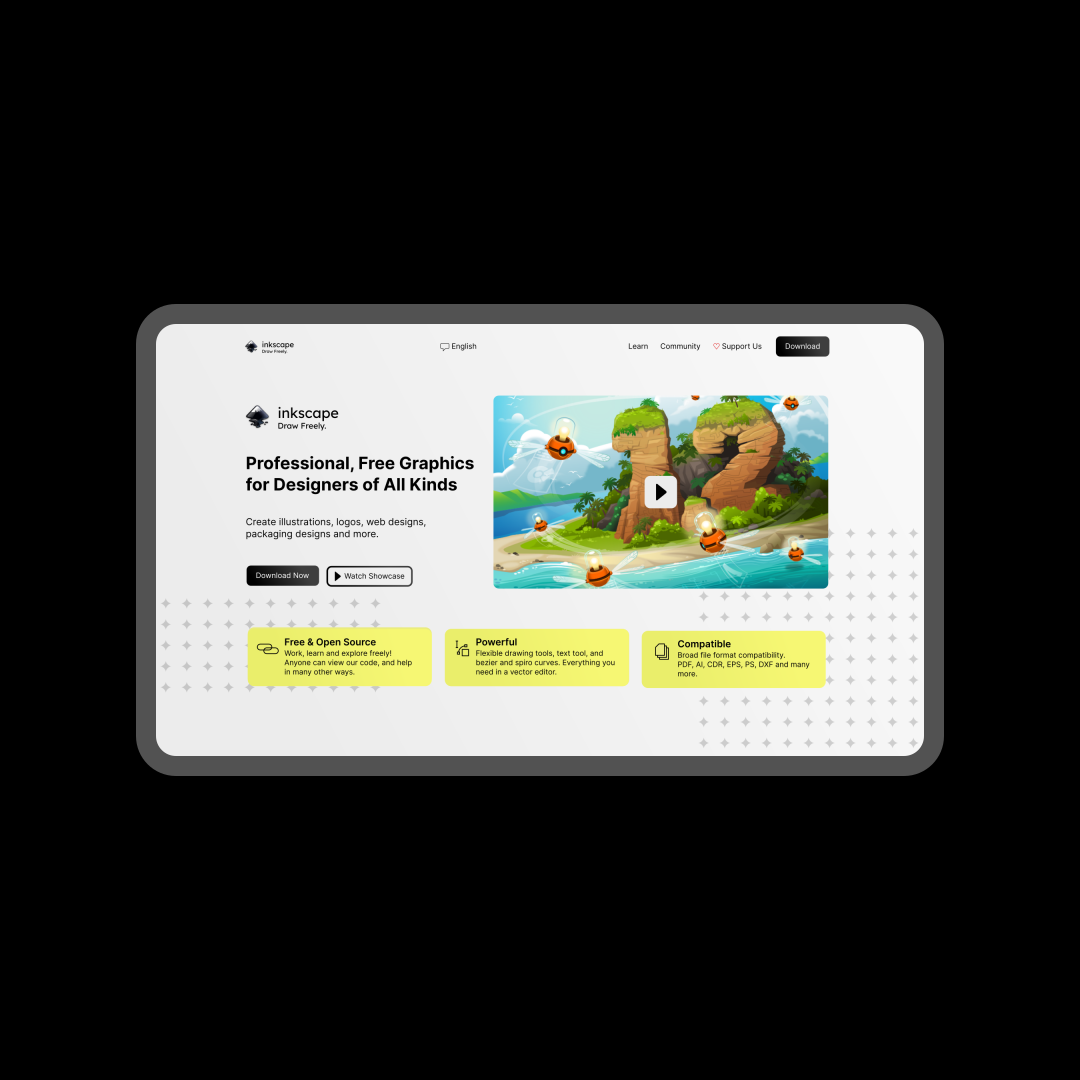 inkscape
Draw Freely.
English
Learn
Community
Support Us
Download
inkscape
Draw Freely.
Professional, Free Graphics
for Designers of All Kinds
Create illustrations, logos, web designs,
packaging designs and more.
Download Now
Watch Showcase
12
Free & Open Source
Work, learn and explore freely!
Anyone can view our code, and help
in many other ways.
Powerful
Flexible drawing tools, text tool, and
bezier and spiro curves. Everything you
need in a vector editor.
Compatible
Broad file format compatibility.
PDF, AI, CDR, EPS, PS, DXF and many
more.